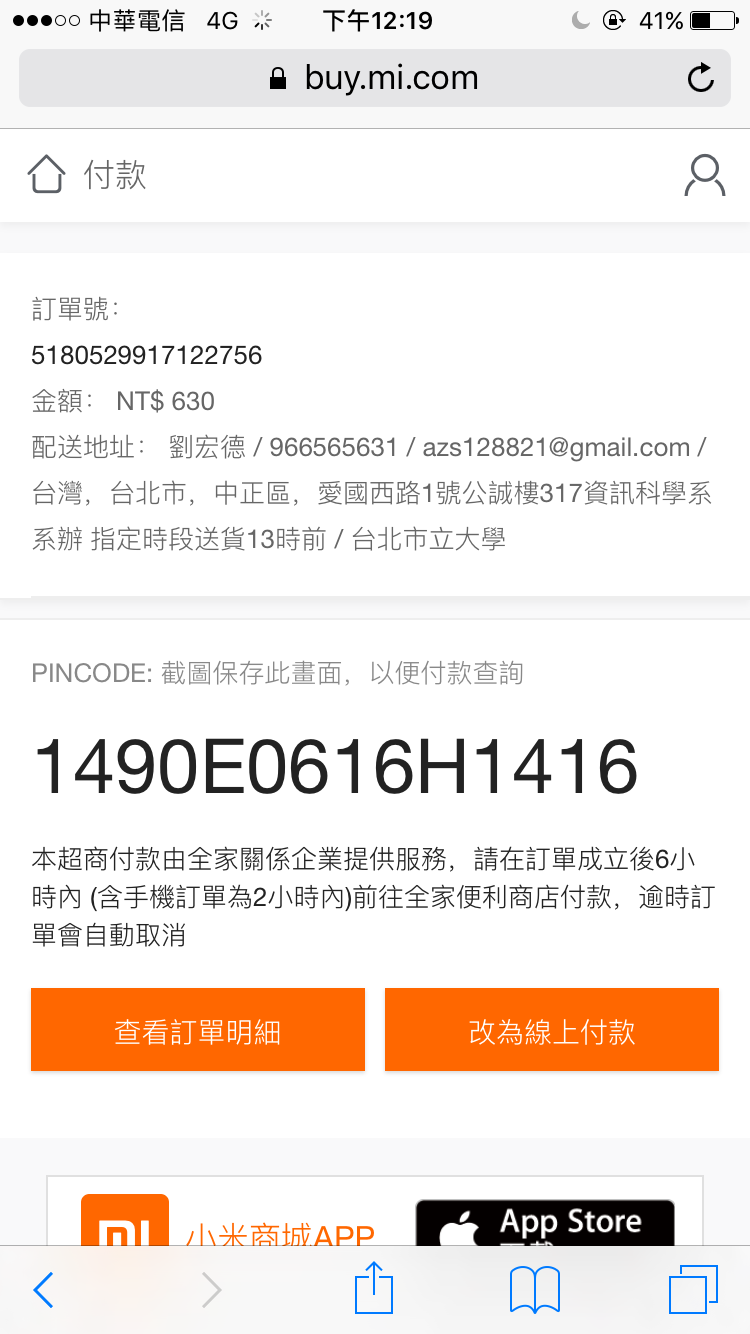 中華電信 4G 下午12:19 41%
buy.mi.com
付款
訂單號：
5180529917122756
金額： NT$ 630
配送地址： 劉宏德 / 966565631 / azs128821@gmail.com /
台灣，台北市，中正區，愛國西路1號公誠樓317資訊科學系
系辦 指定時段送貨13時前 / 台北市立大學
PINCODE: 截圖保存此畫面，以便付款查詢
1490E0616H1416
本超商付款由全家關係企業提供服務，請在訂單成立後6小
時內 (含手機訂單為2小時內)前往全家便利商店付款，逾時訂
單會自動取消
查看訂單明細 改為線上付款
小米商城APP App Store